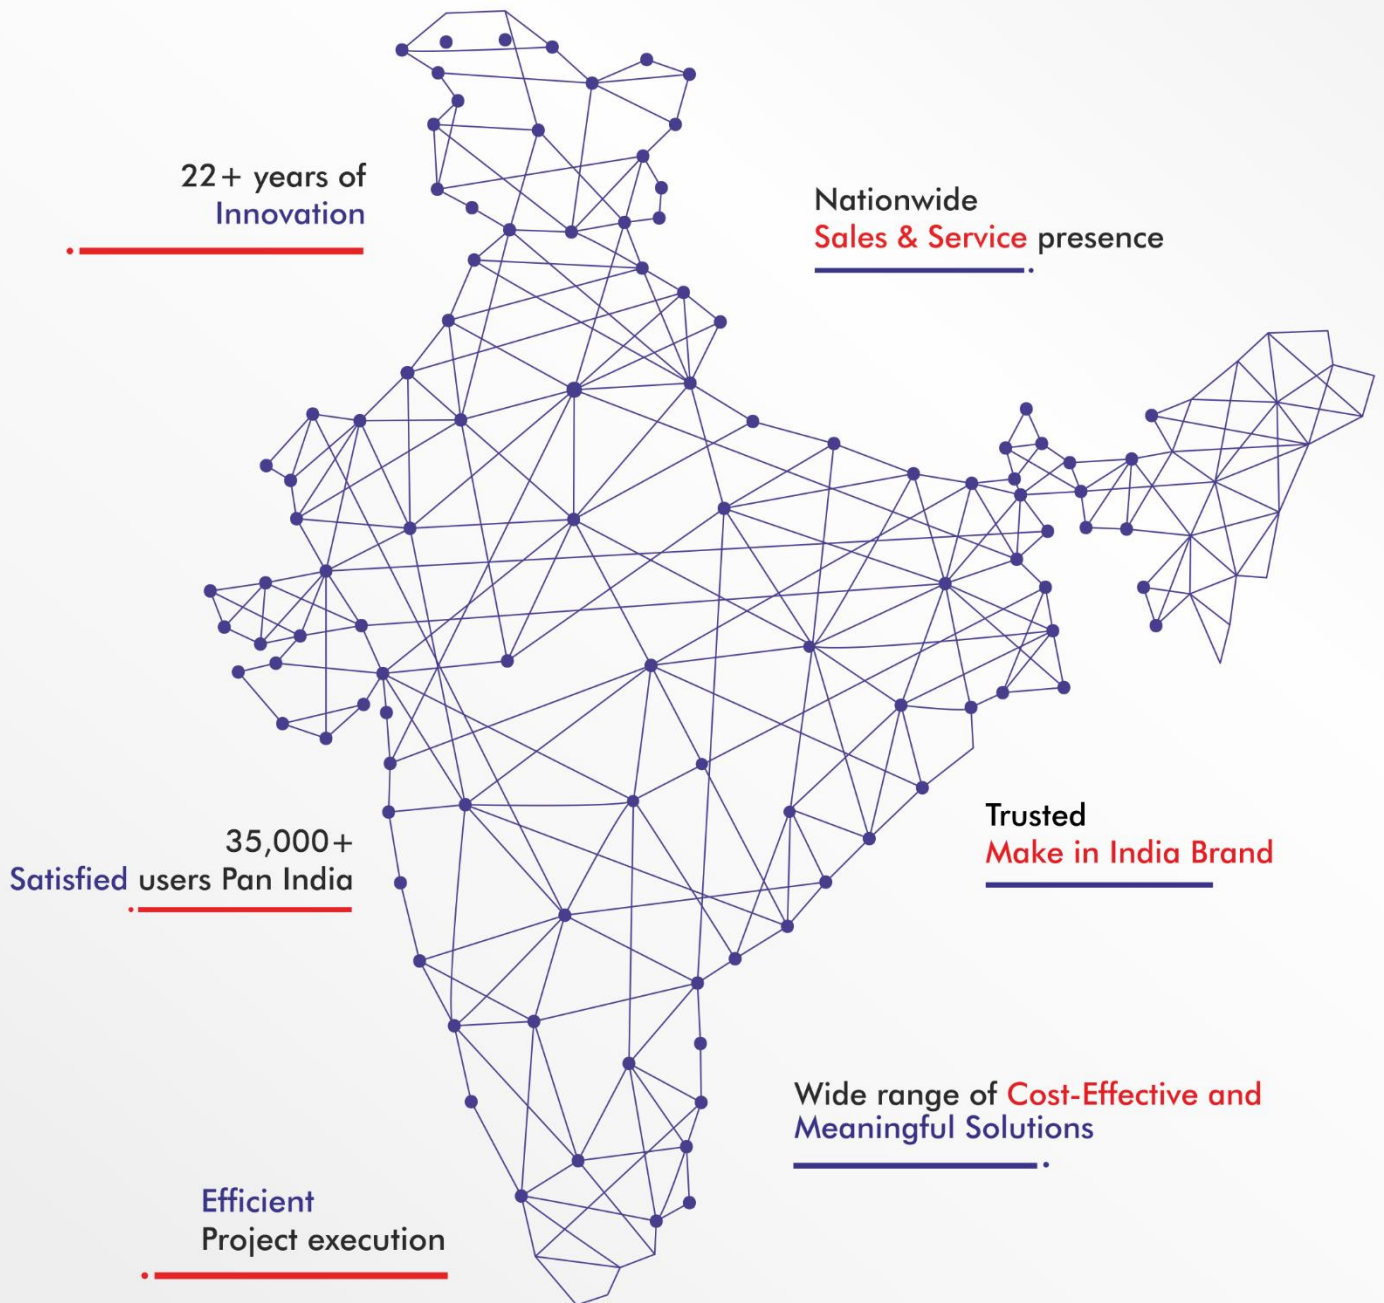 22+ years of
Innovation
Nationwide
Sales & Service presence
35,000+
Satisfied users Pan India
Trusted
Make in India Brand
Wide range of Cost-Effective and
Meaningful Solutions
Efficient
Project execution